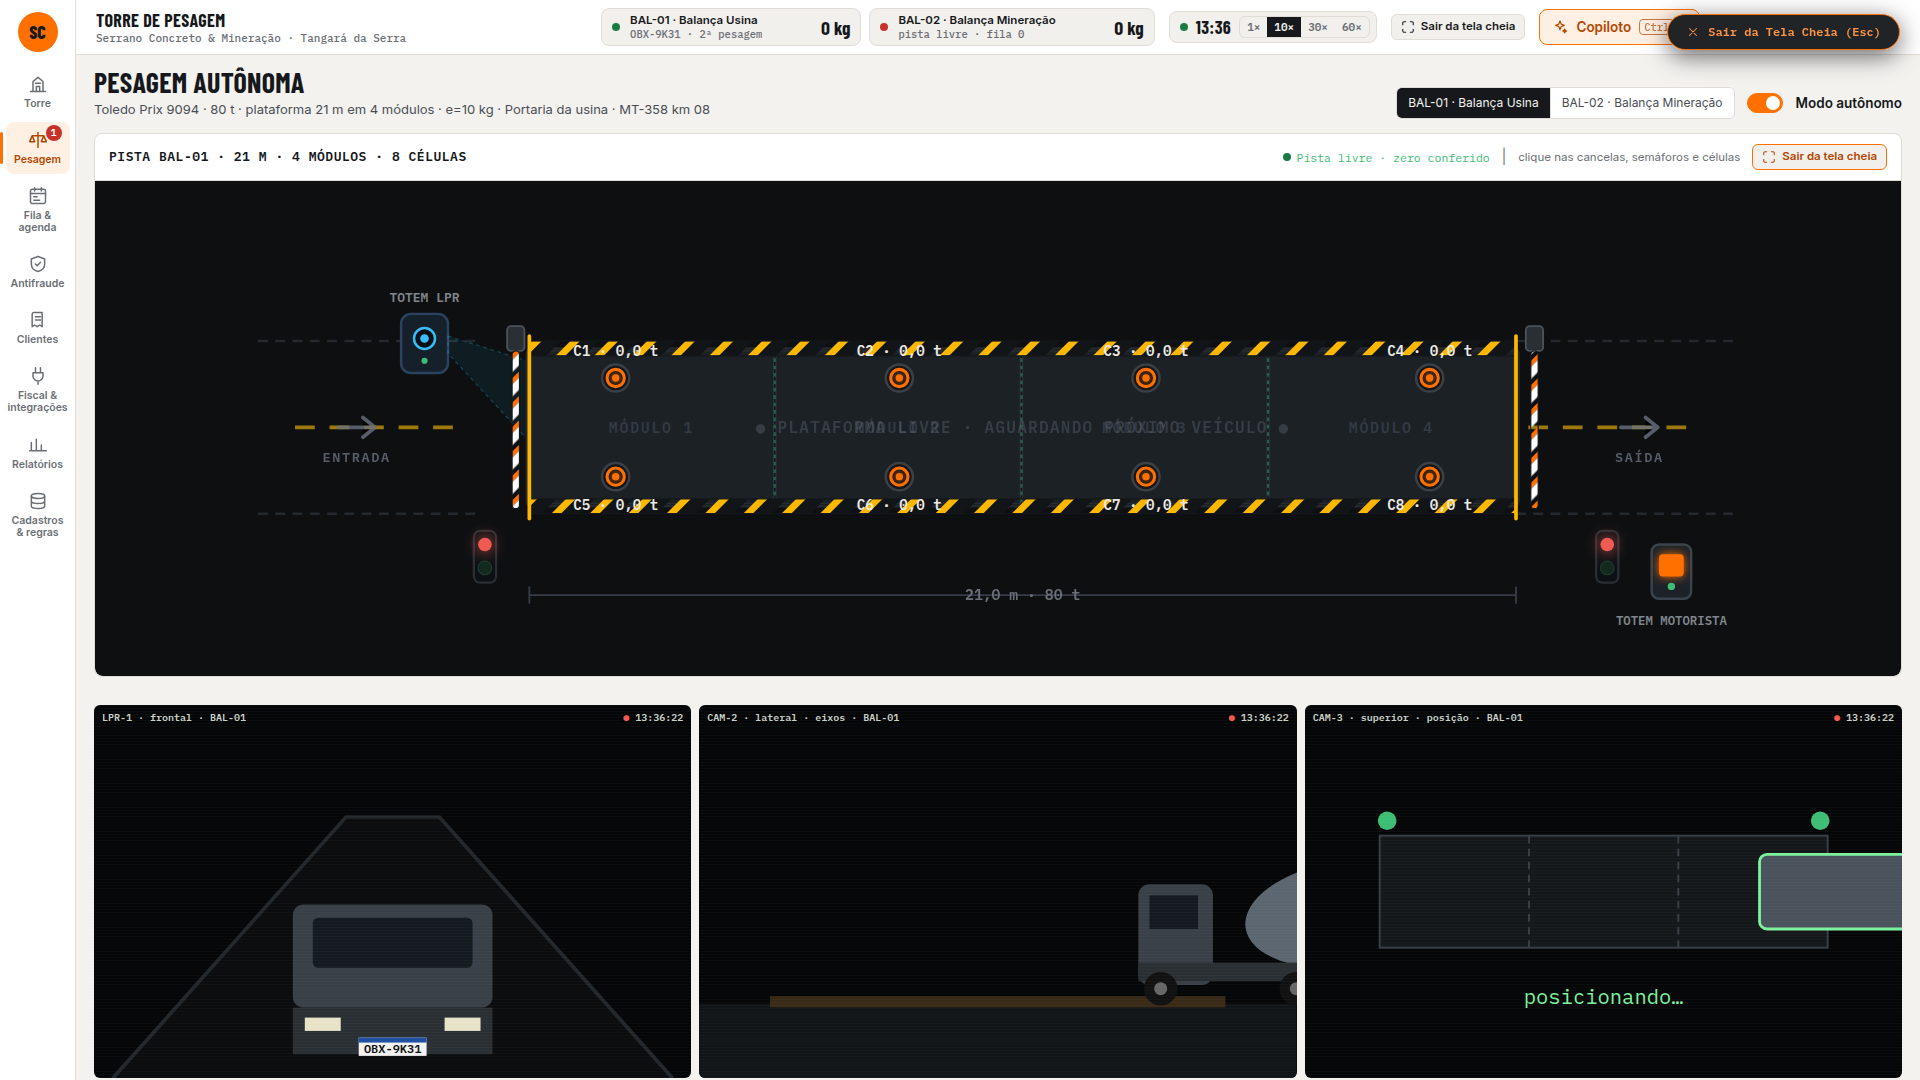 SC
TORRE DE PESAGEM
Serrano Concreto & Mineração · Tangará da Serra
BAL-01 · Balança Usina
OBX-9K31 · 2ª pesagem
0 kg
BAL-02 · Balança Mineração
pista livre · fila 0
0 kg
13:36
1×
10×
30×
60×
Sair da tela cheia
Copiloto
Sair da Tela Cheia (Esc)
Torre
1
Pesagem
Fila &
agenda
Antifraude
Clientes
Fiscal &
integrações
Relatórios
Cadastros
& regras
PESAGEM AUTÔNOMA
Toledo Prix 9094 · 80 t · plataforma 21 m em 4 módulos · e=10 kg · Portaria da usina · MT-358 km 08
BAL-01 · Balança Usina
BAL-02 · Balança Mineração
Modo autônomo
PISTA BAL-01 · 21 M · 4 MÓDULOS · 8 CÉLULAS
Pista livre · zero conferido
clique nas cancelas, semáforos e células
Sair da tela cheia
TOTEM LPR
C1 · 0,0 t
C2 · 0,0 t
C3 · 0,0 t
C4 · 0,0 t
MÓDULO 1
MÓDULO 2
MÓDULO 3
MÓDULO 4
● PLATAFORMA LIVRE · AGUARDANDO PRÓXIMO VEÍCULO ●
ENTRADA
SAÍDA
C5 · 0,0 t
C6 · 0,0 t
C7 · 0,0 t
C8 · 0,0 t
21,0 m · 80 t
TOTEM MOTORISTA
LPR-1 · frontal · BAL-01
● 13:36:22
OBX-9K31
CAM-2 · lateral · eixos · BAL-01
● 13:36:22
CAM-3 · superior · posição · BAL-01
● 13:36:22
posicionando…